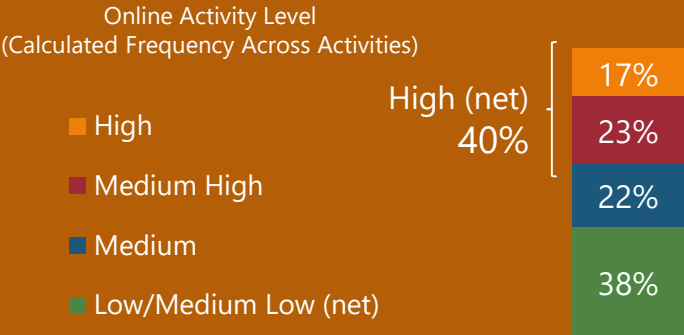 Online Activity Level
(Calculated Frequency Across Activities)
High
Medium High
Medium
Low/Medium Low (net)
High (net)
40%
17%
23%
22%
38%